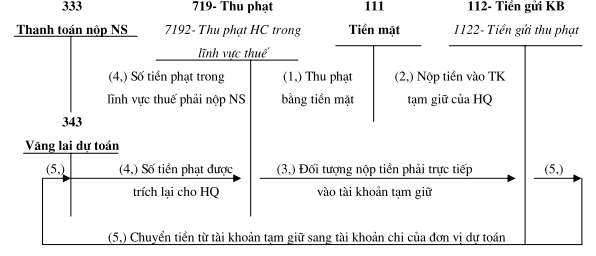 333 719- Thu phạt 111 112- Tiền gửi KB
Thanh toán nộp NS 7192- Thu phạt HC trong Tiền mặt 1122- Tiền gửi thu phạt
lĩnh vực thuế
(4,) Số tiền phạt trong (1,) Thu phạt (2,) Nộp tiền vào TK
lĩnh vực thuế phải nộp NS bằng tiền mặt tạm giữ của HQ
343
Vãng lai dự toán
(5,) (4,) Số tiền phạt được (3,) Đối tượng nộp tiền phải trực tiếp (5,)
trích lại cho HQ vào tài khoản tạm giữ
(5,) Chuyển tiền từ tài khoản tạm giữ sang tài khoản chi của đơn vị dự toán